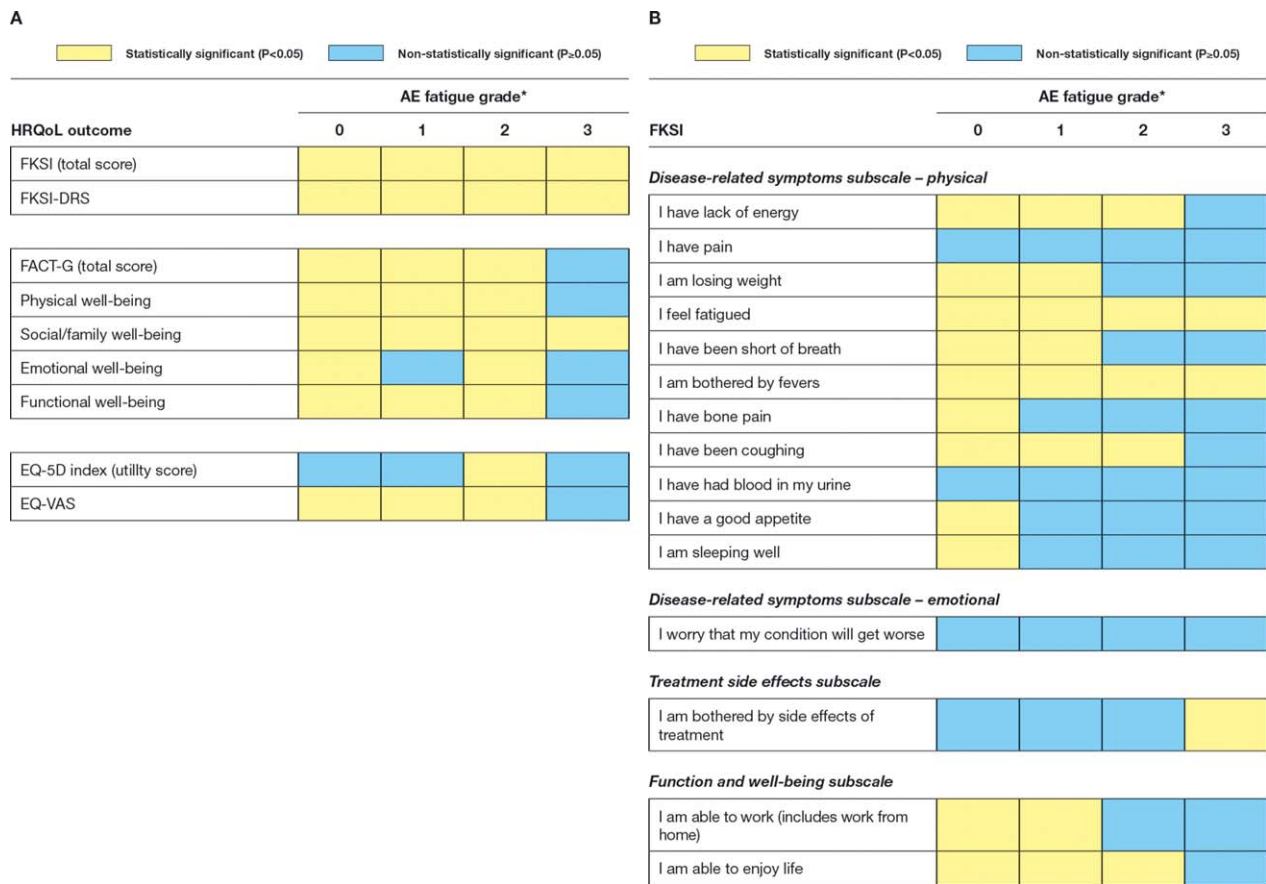 A
Statistically significant (P<0.05) Non-statistically significant (P≥0.05)
AE fatigue grade*
HRQoL outcome 0 1 2 3
FKSI (total score)
FKSI-DRS
FACT-G (total score)
Physical well-being
Social/family well-being
Emotional well-being
Functional well-being
EQ-5D index (utillty score)
EQ-VAS
B
Statistically significant (P<0.05) Non-statistically significant (P≥0.05)
AE fatigue grade*
FKSI 0 1 2 3
Disease-related symptoms subscale – physical
I have lack of energy
I have pain
I am losing weight
I feel fatigued
I have been short of breath
I am bothered by fevers
I have bone pain
I have been coughing
I have had blood in my urine
I have a good appetite
I am sleeping well
Disease-related symptoms subscale – emotional
I worry that my condition will get worse
Treatment side effects subscale
I am bothered by side effects of
treatment
Function and well-being subscale
I am able to work (includes work from
home)
I am able to enjoy life